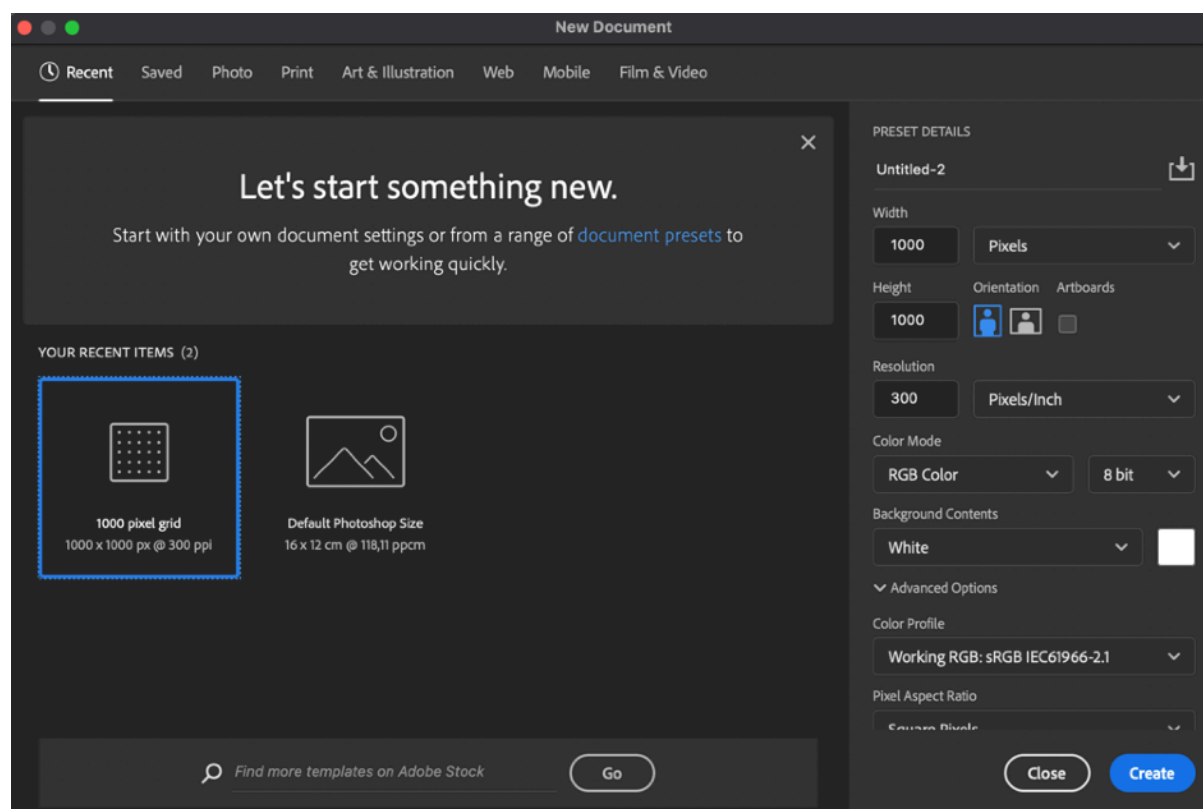 New Document
Recent Saved Photo Print Art & Illustration Web Mobile Film & Video
Let's start something new.
Start with your own document settings or from a range of document presets to
get working quickly.
YOUR RECENT ITEMS (2)
1000 pixel grid
1000 x 1000 px @ 300 ppi
Default Photoshop Size
16 x 12 cm @ 118,11 ppcm
Find more templates on Adobe Stock
Go
PRESET DETAILS
Untitled-2
Width
1000 Pixels
Height Orientation Artboards
1000
Resolution
300 Pixels/Inch
Color Mode
RGB Color 8 bit
Background Contents
White
Advanced Options
Color Profile
Working RGB: sRGB IEC61966-2.1
Pixel Aspect Ratio
Square Pixels
Close Create